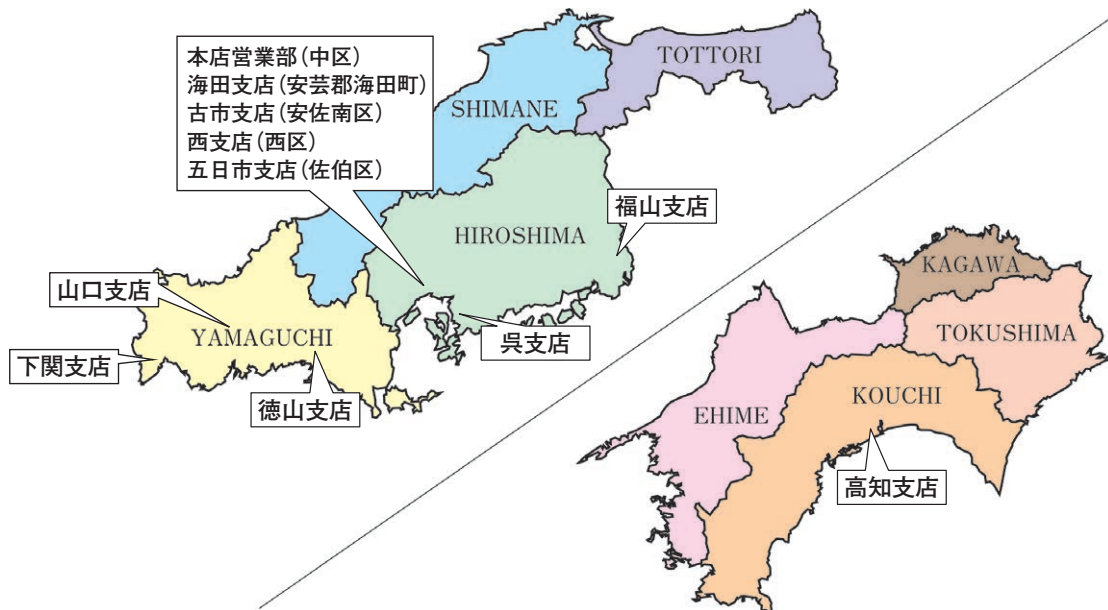 本店営業部(中区)
海田支店(安芸郡海田町)
古市支店(安佐南区)
西支店(西区)
五日市支店(佐伯区)
TOTTORI
SHIMANE
福山支店
HIROSHIMA
山口支店
YAMAGUCHI
呉支店
下関支店
徳山支店
KAGAWA
TOKUSHIMA
KOUCHI
EHIME
高知支店